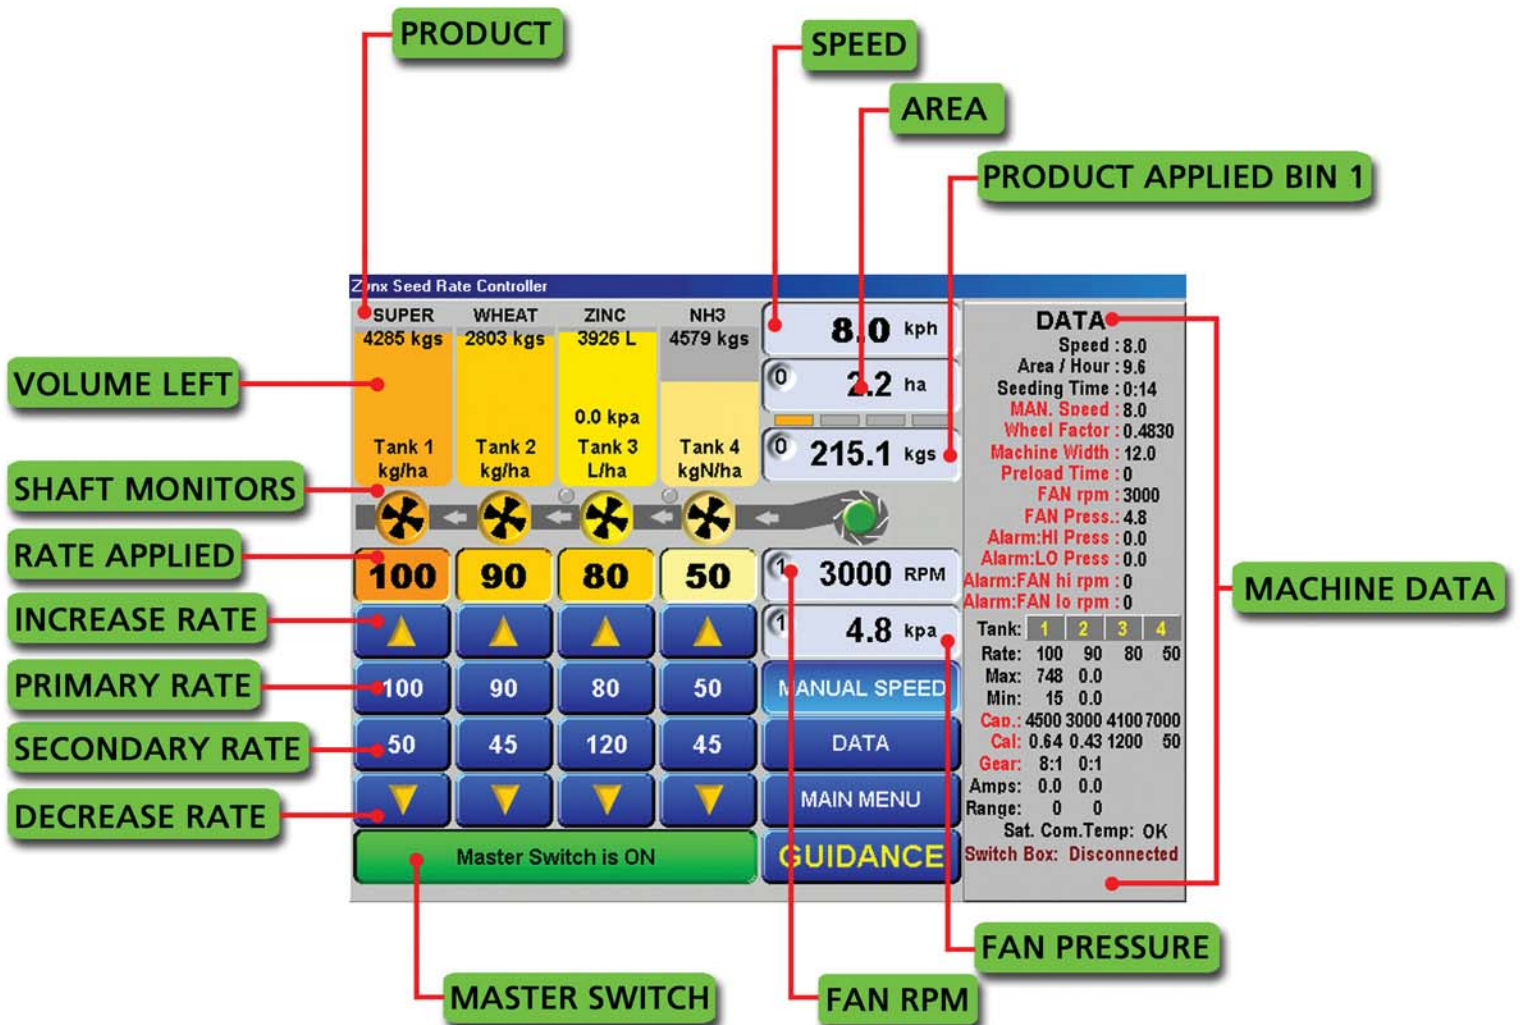 PRODUCT
SPEED
AREA
PRODUCT APPLIED BIN 1
Zynx Seed Rate Controller
SUPER WHEAT ZINC NH3
4285 kgs 2803 kgs 3926 L 4579 kgs
0.0 kpa
Tank 1 Tank 2 Tank 3 Tank 4
kg/ha kg/ha L/ha kgN/ha
8.0 kph
0 2.2 ha
0 215.1 kgs
VOLUME LEFT
SHAFT MONITORS
RATE APPLIED
INCREASE RATE
PRIMARY RATE
SECONDARY RATE
DECREASE RATE
100 90 80 50
1 3000 RPM
1 4.8 kpa
100 90 80 50
MANUAL SPEED
50 45 120 45
DATA
MAIN MENU
Master Switch is ON
GUIDANCE
DATA
Speed : 8.0
Area / Hour : 9.6
Seeding Time : 0:14
MAN. Speed : 8.0
Wheel Factor : 0.4830
Machine Width : 12.0
Preload Time : 0
FAN rpm : 3000
FAN Press.: 4.8
Alarm:HI Press : 0.0
Alarm:LO Press : 0.0
Alarm:FAN hi rpm : 0
Alarm:FAN lo rpm : 0
Tank: 1 2 3 4
Rate: 100 90 80 50
Max: 748 0.0
Min: 15 0.0
Cap.: 4500 3000 4100 7000
Cal: 0.64 0.43 1200 50
Gear: 8:1 0:1
Amps: 0.0 0.0
Range: 0 0
Sat. Com.Temp: OK
Switch Box: Disconnected
MACHINE DATA
FAN PRESSURE
MASTER SWITCH
FAN RPM